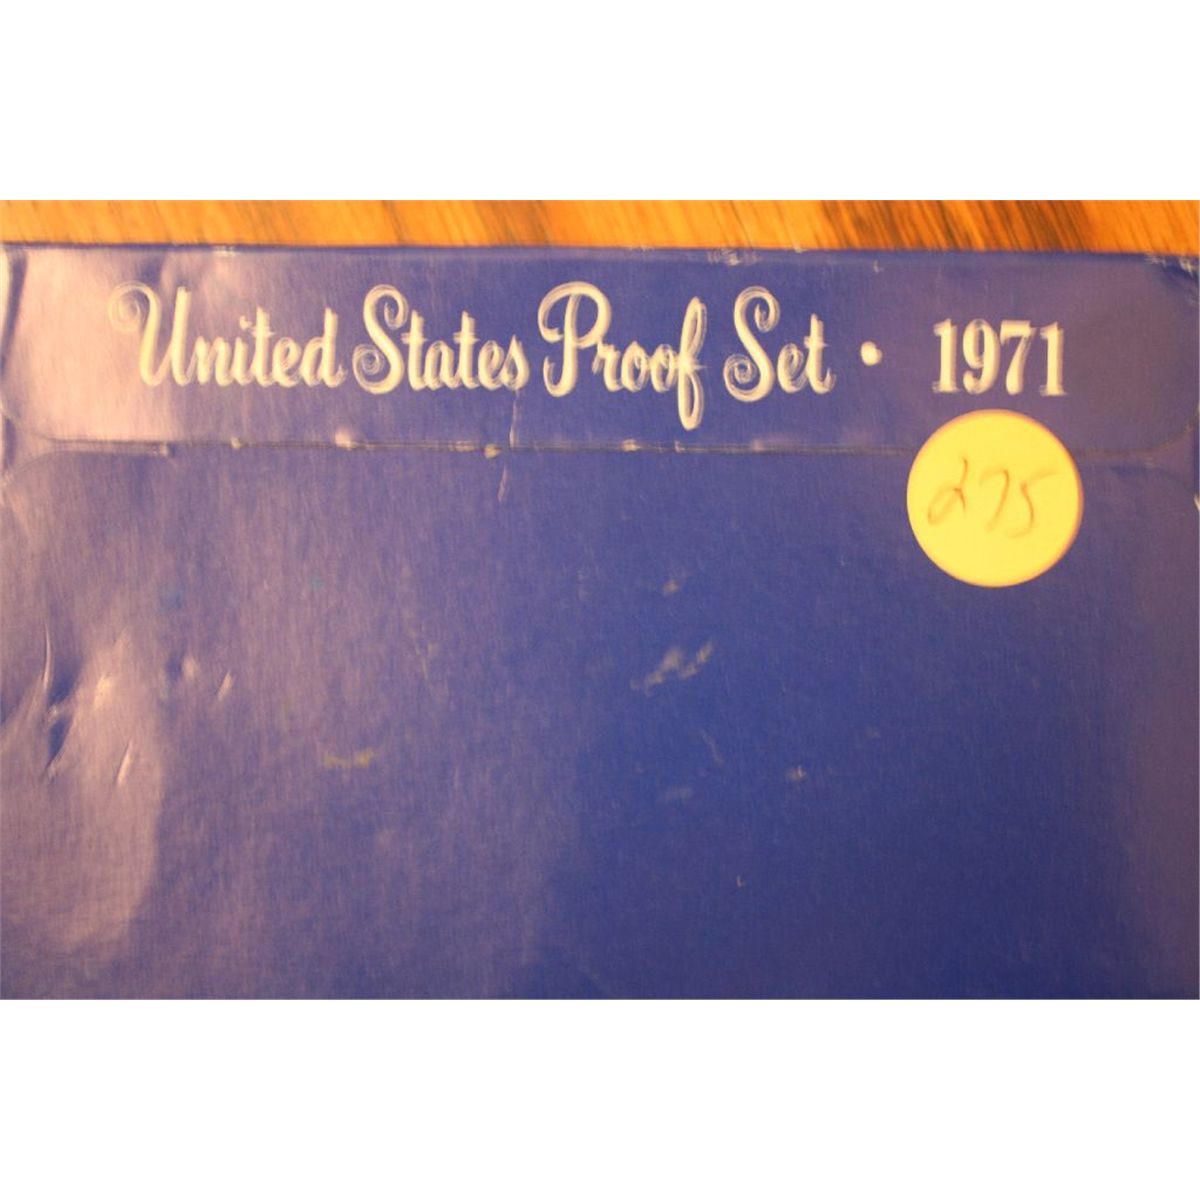 United States Proof Set • 1971
275